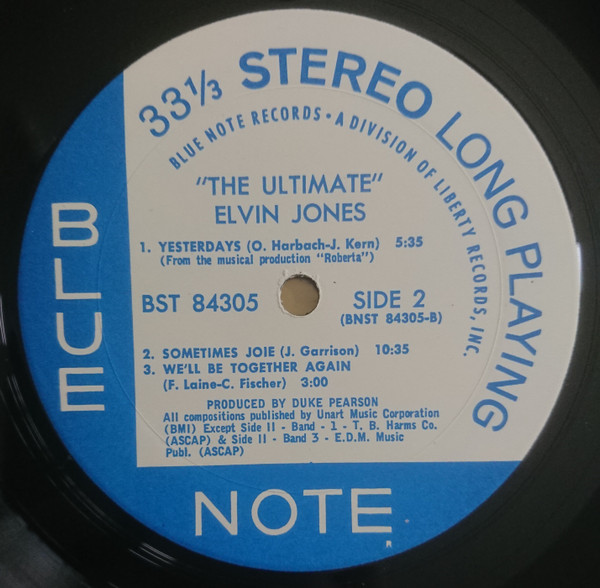 33⅓ STEREO LONG PLAYING
BLUE NOTE RECORDS • A DIVISION OF LIBERTY RECORDS, INC.
"THE ULTIMATE"
ELVIN JONES
1. YESTERDAYS (O. Harbach-J. Kern) 5:35
(From the musical production "Roberta")
BST 84305 SIDE 2
(BNST 84305-B)
2. SOMETIMES JOIE (J. Garrison) 10:35
3. WE'LL BE TOGETHER AGAIN
(F. Laine-C. Fischer) 3:00
PRODUCED BY DUKE PEARSON
All compositions published by Unart Music Corporation
(BMI) Except Side II - Band - 1 - T. B. Harms Co.
(ASCAP) & Side II - Band 3 - E.D.M. Music
Publ. (ASCAP)
BLUE
NOTE